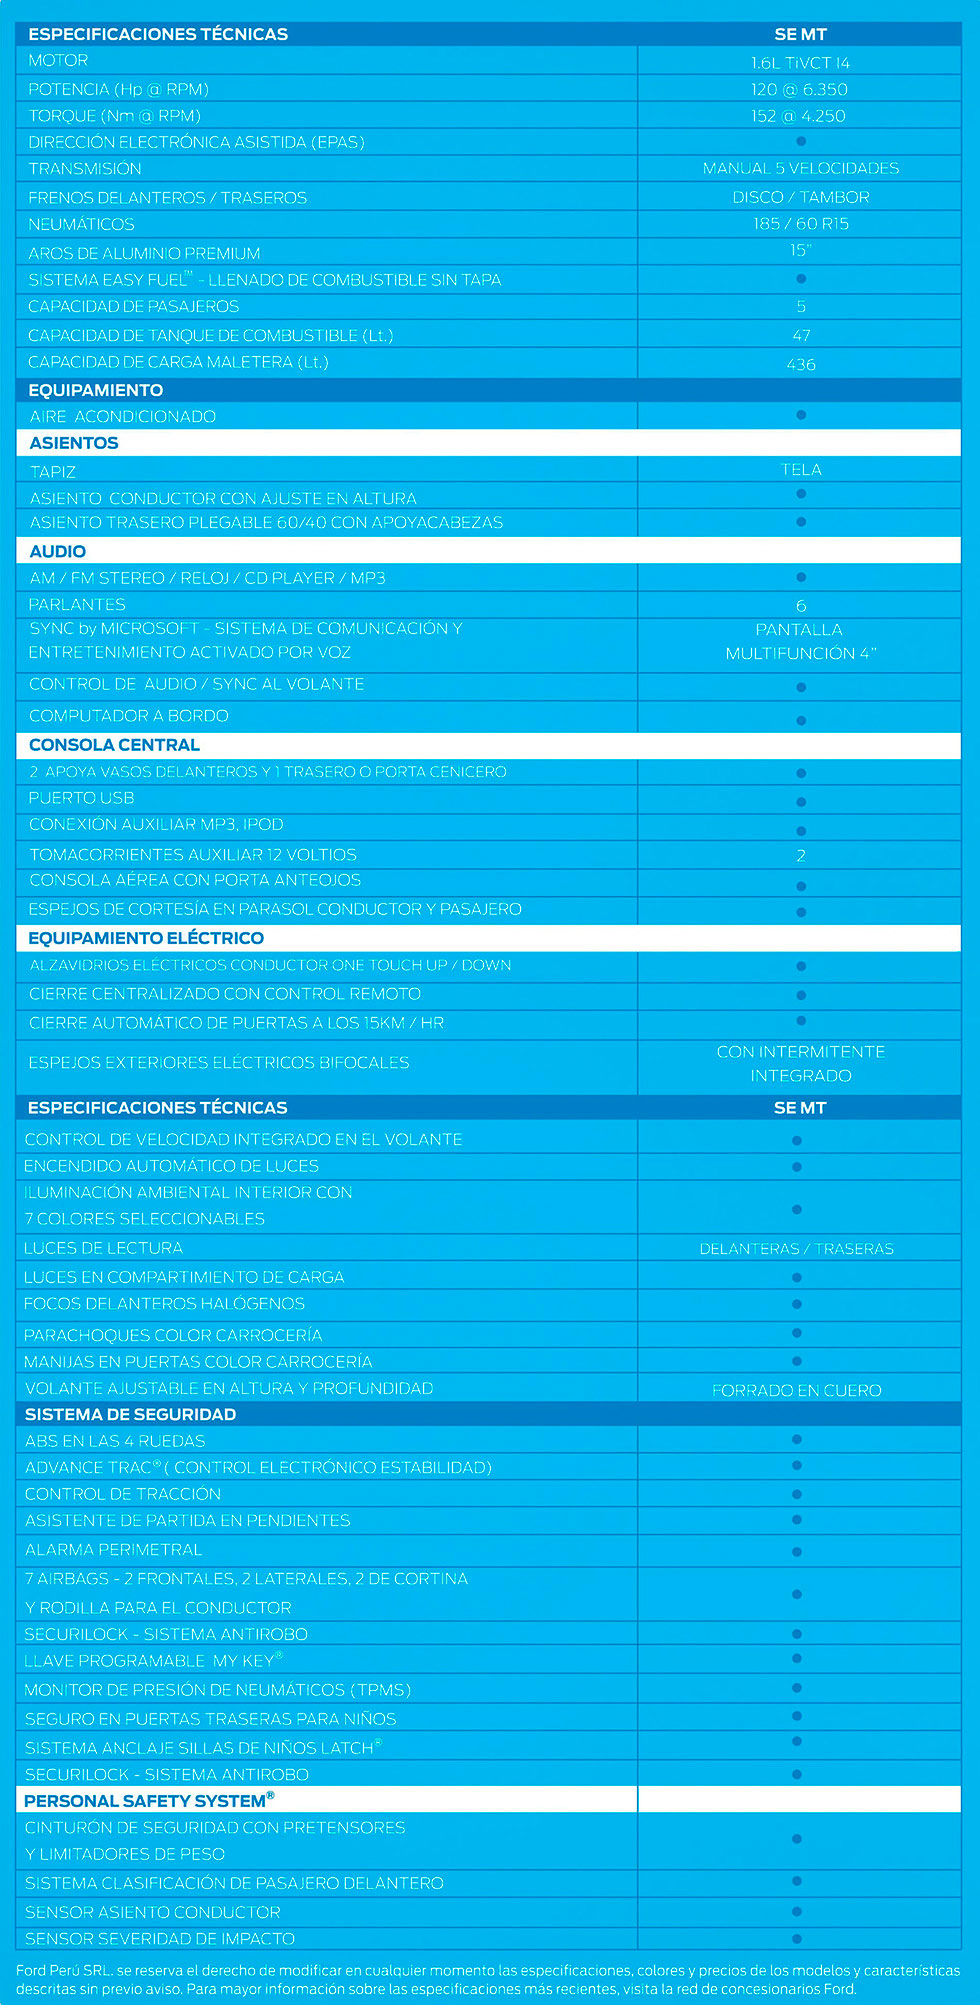 ESPECIFICACIONES TÉCNICAS SE MT
MOTOR 1.6L TiVCT I4
POTENCIA (Hp @ RPM) 120 @ 6.350
TORQUE (Nm @ RPM) 152 @ 4.250
DIRECCIÓN ELECTRÓNICA ASISTIDA (EPAS) ●
TRANSMISIÓN MANUAL 5 VELOCIDADES
FRENOS DELANTEROS / TRASEROS DISCO / TAMBOR
NEUMÁTICOS 185 / 60 R15
AROS DE ALUMINIO PREMIUM 15"
SISTEMA EASY FUEL™ - LLENADO DE COMBUSTIBLE SIN TAPA ●
CAPACIDAD DE PASAJEROS 5
CAPACIDAD DE TANQUE DE COMBUSTIBLE (Lt.) 47
CAPACIDAD DE CARGA MALETERA (Lt.) 436
EQUIPAMIENTO
AIRE ACONDICIONADO ●
ASIENTOS
TAPIZ TELA
ASIENTO CONDUCTOR CON AJUSTE EN ALTURA ●
ASIENTO TRASERO PLEGABLE 60/40 CON APOYACABEZAS ●
AUDIO
AM / FM STEREO / RELOJ / CD PLAYER / MP3 ●
PARLANTES 6
SYNC by MICROSOFT - SISTEMA DE COMUNICACIÓN Y PANTALLA
ENTRETENIMIENTO ACTIVADO POR VOZ MULTIFUNCIÓN 4"
CONTROL DE AUDIO / SYNC AL VOLANTE ●
COMPUTADOR A BORDO ●
CONSOLA CENTRAL
2 APOYA VASOS DELANTEROS Y 1 TRASERO O PORTA CENICERO ●
PUERTO USB ●
CONEXIÓN AUXILIAR MP3, IPOD ●
TOMACORRIENTES AUXILIAR 12 VOLTIOS 2
CONSOLA AÉREA CON PORTA ANTEOJOS ●
ESPEJOS DE CORTESÍA EN PARASOL CONDUCTOR Y PASAJERO ●
EQUIPAMIENTO ELÉCTRICO
ALZAVIDRIOS ELÉCTRICOS CONDUCTOR ONE TOUCH UP / DOWN ●
CIERRE CENTRALIZADO CON CONTROL REMOTO ●
CIERRE AUTOMÁTICO DE PUERTAS A LOS 15KM / HR ●
ESPEJOS EXTERIORES ELÉCTRICOS BIFOCALES CON INTERMITENTE
INTEGRADO
ESPECIFICACIONES TÉCNICAS SE MT
CONTROL DE VELOCIDAD INTEGRADO EN EL VOLANTE ●
ENCENDIDO AUTOMÁTICO DE LUCES ●
ILUMINACIÓN AMBIENTAL INTERIOR CON
7 COLORES SELECCIONABLES ●
LUCES DE LECTURA DELANTERAS / TRASERAS
LUCES EN COMPARTIMIENTO DE CARGA ●
FOCOS DELANTEROS HALÓGENOS ●
PARACHOQUES COLOR CARROCERÍA ●
MANIJAS EN PUERTAS COLOR CARROCERÍA ●
VOLANTE AJUSTABLE EN ALTURA Y PROFUNDIDAD FORRADO EN CUERO
SISTEMA DE SEGURIDAD
ABS EN LAS 4 RUEDAS ●
ADVANCE TRAC® ( CONTROL ELECTRÓNICO ESTABILIDAD) ●
CONTROL DE TRACCIÓN ●
ASISTENTE DE PARTIDA EN PENDIENTES ●
ALARMA PERIMETRAL ●
7 AIRBAGS - 2 FRONTALES, 2 LATERALES, 2 DE CORTINA
Y RODILLA PARA EL CONDUCTOR ●
SECURILOCK - SISTEMA ANTIROBO ●
LLAVE PROGRAMABLE MY KEY® ●
MONITOR DE PRESIÓN DE NEUMÁTICOS (TPMS) ●
SEGURO EN PUERTAS TRASERAS PARA NIÑOS ●
SISTEMA ANCLAJE SILLAS DE NIÑOS LATCH® ●
SECURILOCK - SISTEMA ANTIROBO ●
PERSONAL SAFETY SYSTEM®
CINTURÓN DE SEGURIDAD CON PRETENSORES
Y LIMITADORES DE PESO ●
SISTEMA CLASIFICACIÓN DE PASAJERO DELANTERO ●
SENSOR ASIENTO CONDUCTOR ●
SENSOR SEVERIDAD DE IMPACTO ●
Ford Perú SRL. se reserva el derecho de modificar en cualquier momento las especificaciones, colores y precios de los modelos y características
descritas sin previo aviso. Para mayor información sobre las especificaciones más recientes, visita la red de concesionarios Ford.